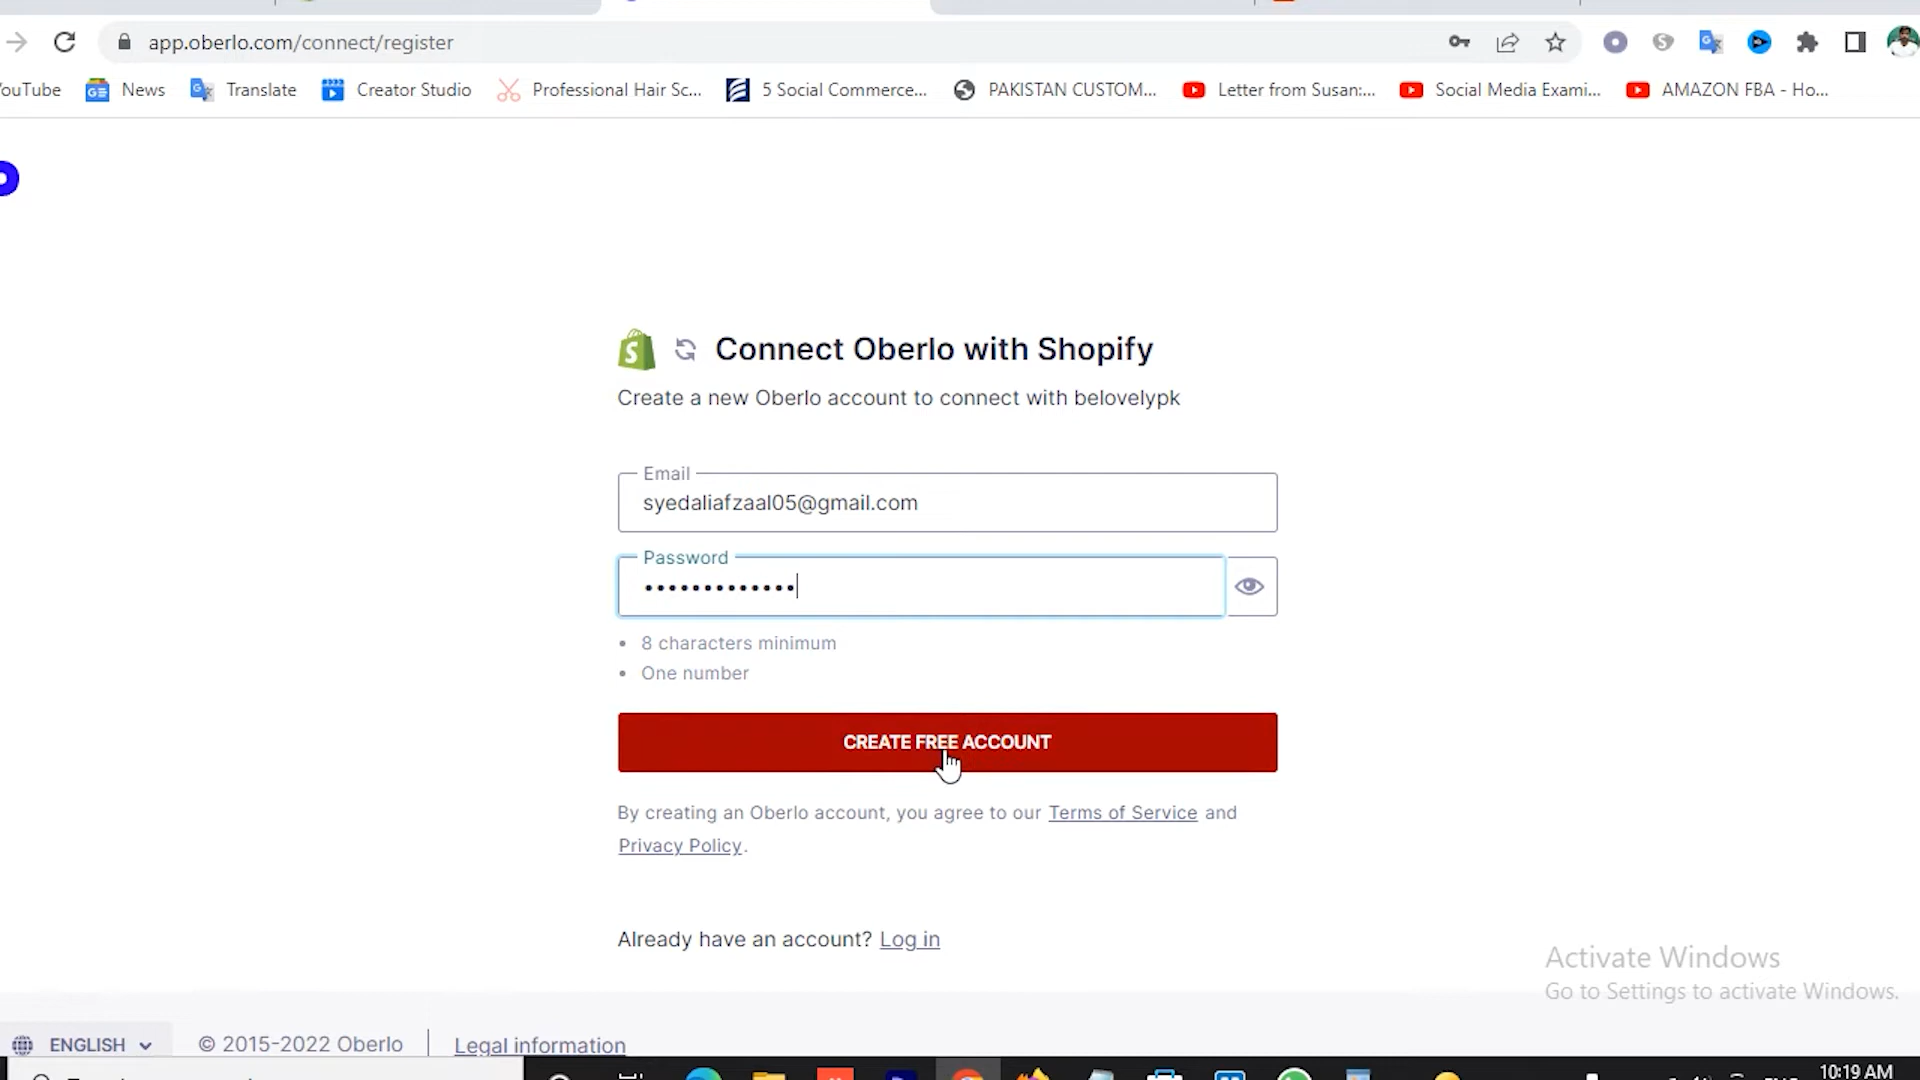 app.oberlo.com/connect/register
ouTube News Translate Creator Studio Professional Hair Sc... 5 Social Commerce... PAKISTAN CUSTOM... Letter from Susan:... Social Media Exami... AMAZON FBA - Ho...
Connect Oberlo with Shopify
Create a new Oberlo account to connect with belovelypk
Email
syedaliafzaal05@gmail.com
Password
•••••••••••••
• 8 characters minimum
• One number
CREATE FREE ACCOUNT
By creating an Oberlo account, you agree to our Terms of Service and
Privacy Policy.
Already have an account? Log in
Activate Windows
Go to Settings to activate Windows.
ENGLISH © 2015-2022 Oberlo Legal information
10:19 AM